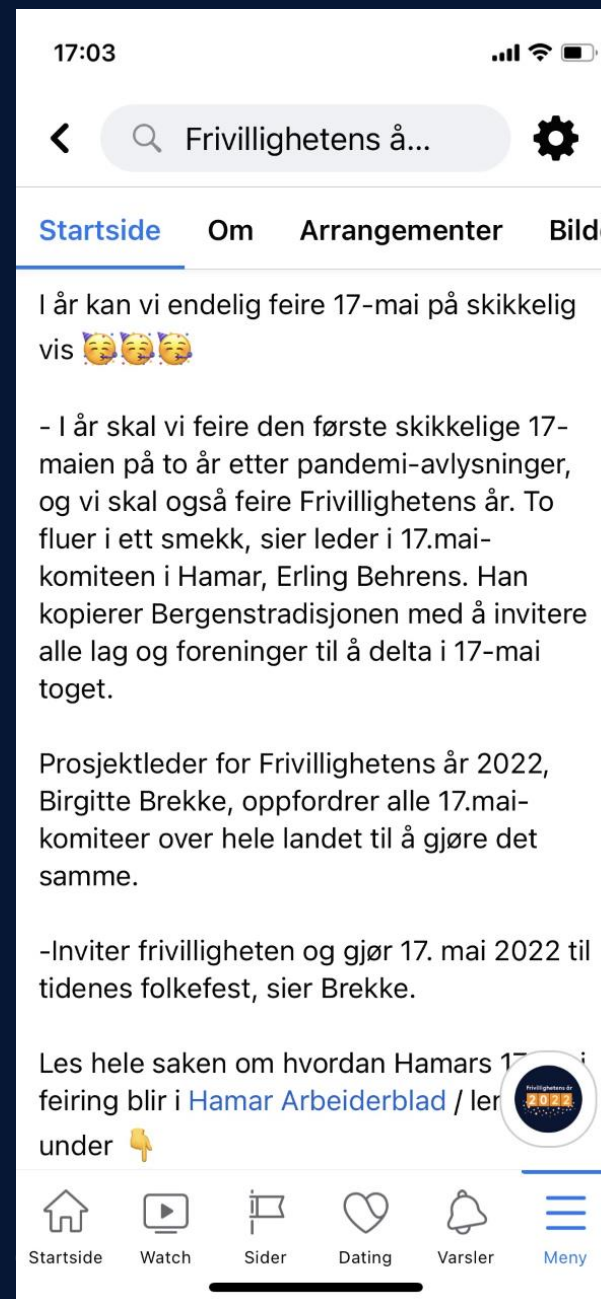 17:03
Frivillighetens å...
Startside Om Arrangementer Bild
I år kan vi endelig feire 17-mai på skikkelig
vis 🥳🥳🥳
- I år skal vi feire den første skikkelige 17-
maien på to år etter pandemi-avlysninger,
og vi skal også feire Frivillighetens år. To
fluer i ett smekk, sier leder i 17.mai-
komiteen i Hamar, Erling Behrens. Han
kopierer Bergenstradisjonen med å invitere
alle lag og foreninger til å delta i 17-mai
toget.
Prosjektleder for Frivillighetens år 2022,
Birgitte Brekke, oppfordrer alle 17.mai-
komiteer over hele landet til å gjøre det
samme.
-Inviter frivilligheten og gjør 17. mai 2022 til
tidenes folkefest, sier Brekke.
Les hele saken om hvordan Hamars
feiring blir i Hamar Arbeiderblad /
under 👇
Frivillighetens år
2022
Startside Watch Sider Dating Varsler Meny